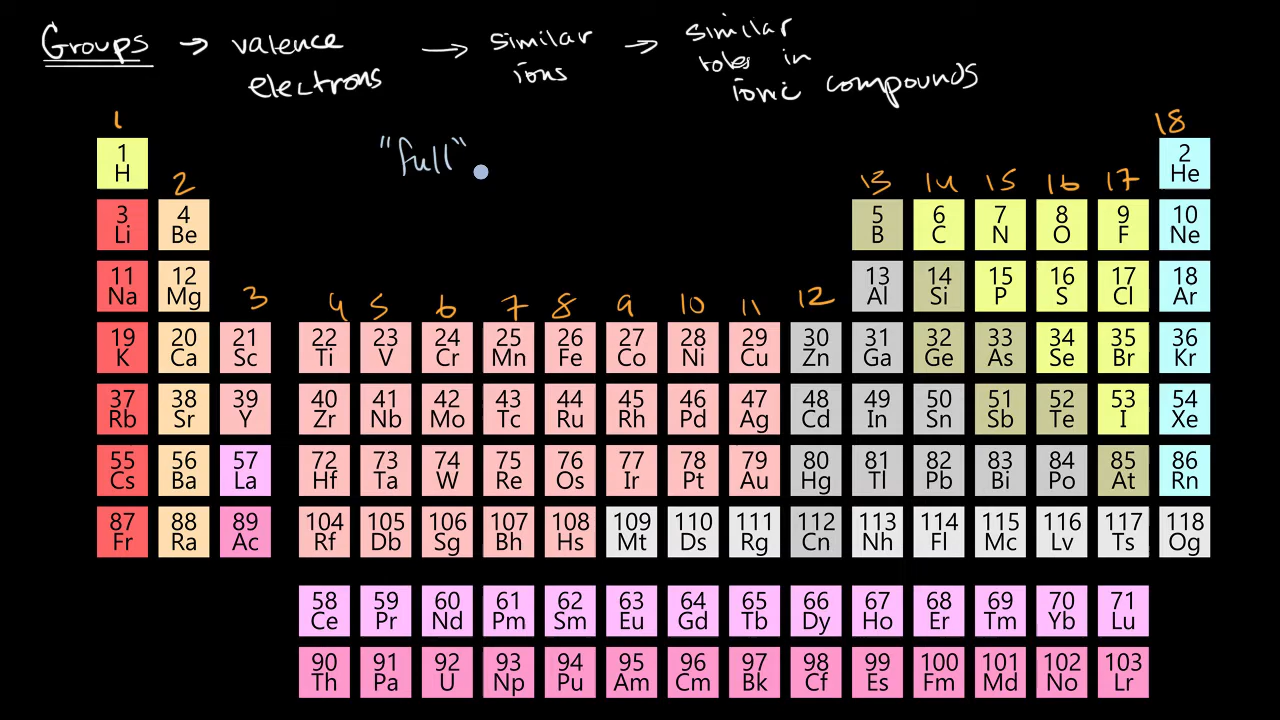 Groups → valence electrons → similar ions → similar roles in ionic compounds
"full"
1 18
1 2
H He
2 13 14 15 16 17
3 4 5 6 7 8 9 10
Li Be B C N O F Ne
11 12 13 14 15 16 17 18
Na Mg Al Si P S Cl Ar
3 4 5 6 7 8 9 10 11 12
19 20 21 22 23 24 25 26 27 28 29 30 31 32 33 34 35 36
K Ca Sc Ti V Cr Mn Fe Co Ni Cu Zn Ga Ge As Se Br Kr
37 38 39 40 41 42 43 44 45 46 47 48 49 50 51 52 53 54
Rb Sr Y Zr Nb Mo Tc Ru Rh Pd Ag Cd In Sn Sb Te I Xe
55 56 57 72 73 74 75 76 77 78 79 80 81 82 83 84 85 86
Cs Ba La Hf Ta W Re Os Ir Pt Au Hg Tl Pb Bi Po At Rn
87 88 89 104 105 106 107 108 109 110 111 112 113 114 115 116 117 118
Fr Ra Ac Rf Db Sg Bh Hs Mt Ds Rg Cn Nh Fl Mc Lv Ts Og
58 59 60 61 62 63 64 65 66 67 68 69 70 71
Ce Pr Nd Pm Sm Eu Gd Tb Dy Ho Er Tm Yb Lu
90 91 92 93 94 95 96 97 98 99 100 101 102 103
Th Pa U Np Pu Am Cm Bk Cf Es Fm Md No Lr